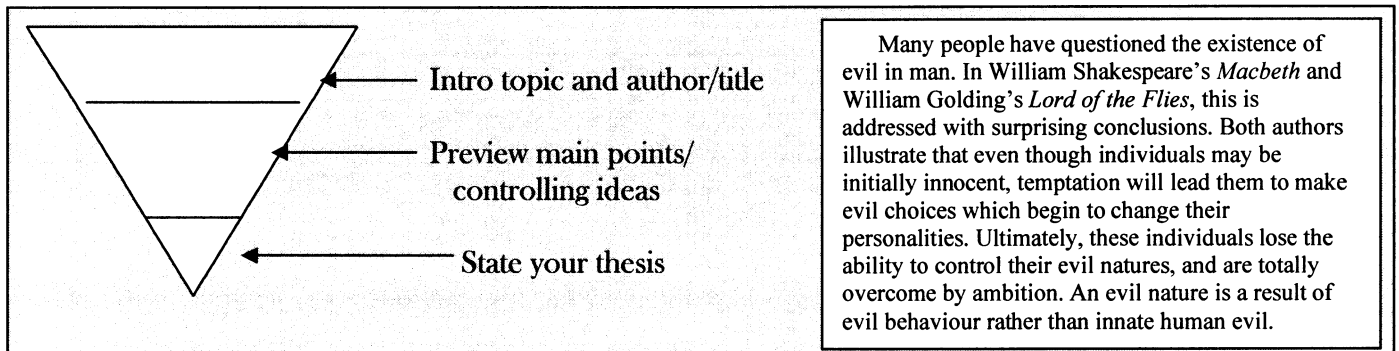 Intro topic and author/title
Preview main points/
controlling ideas
State your thesis
Many people have questioned the existence of
evil in man. In William Shakespeare's Macbeth and
William Golding's Lord of the Flies, this is
addressed with surprising conclusions. Both authors
illustrate that even though individuals may be
initially innocent, temptation will lead them to make
evil choices which begin to change their
personalities. Ultimately, these individuals lose the
ability to control their evil natures, and are totally
overcome by ambition. An evil nature is a result of
evil behaviour rather than innate human evil.